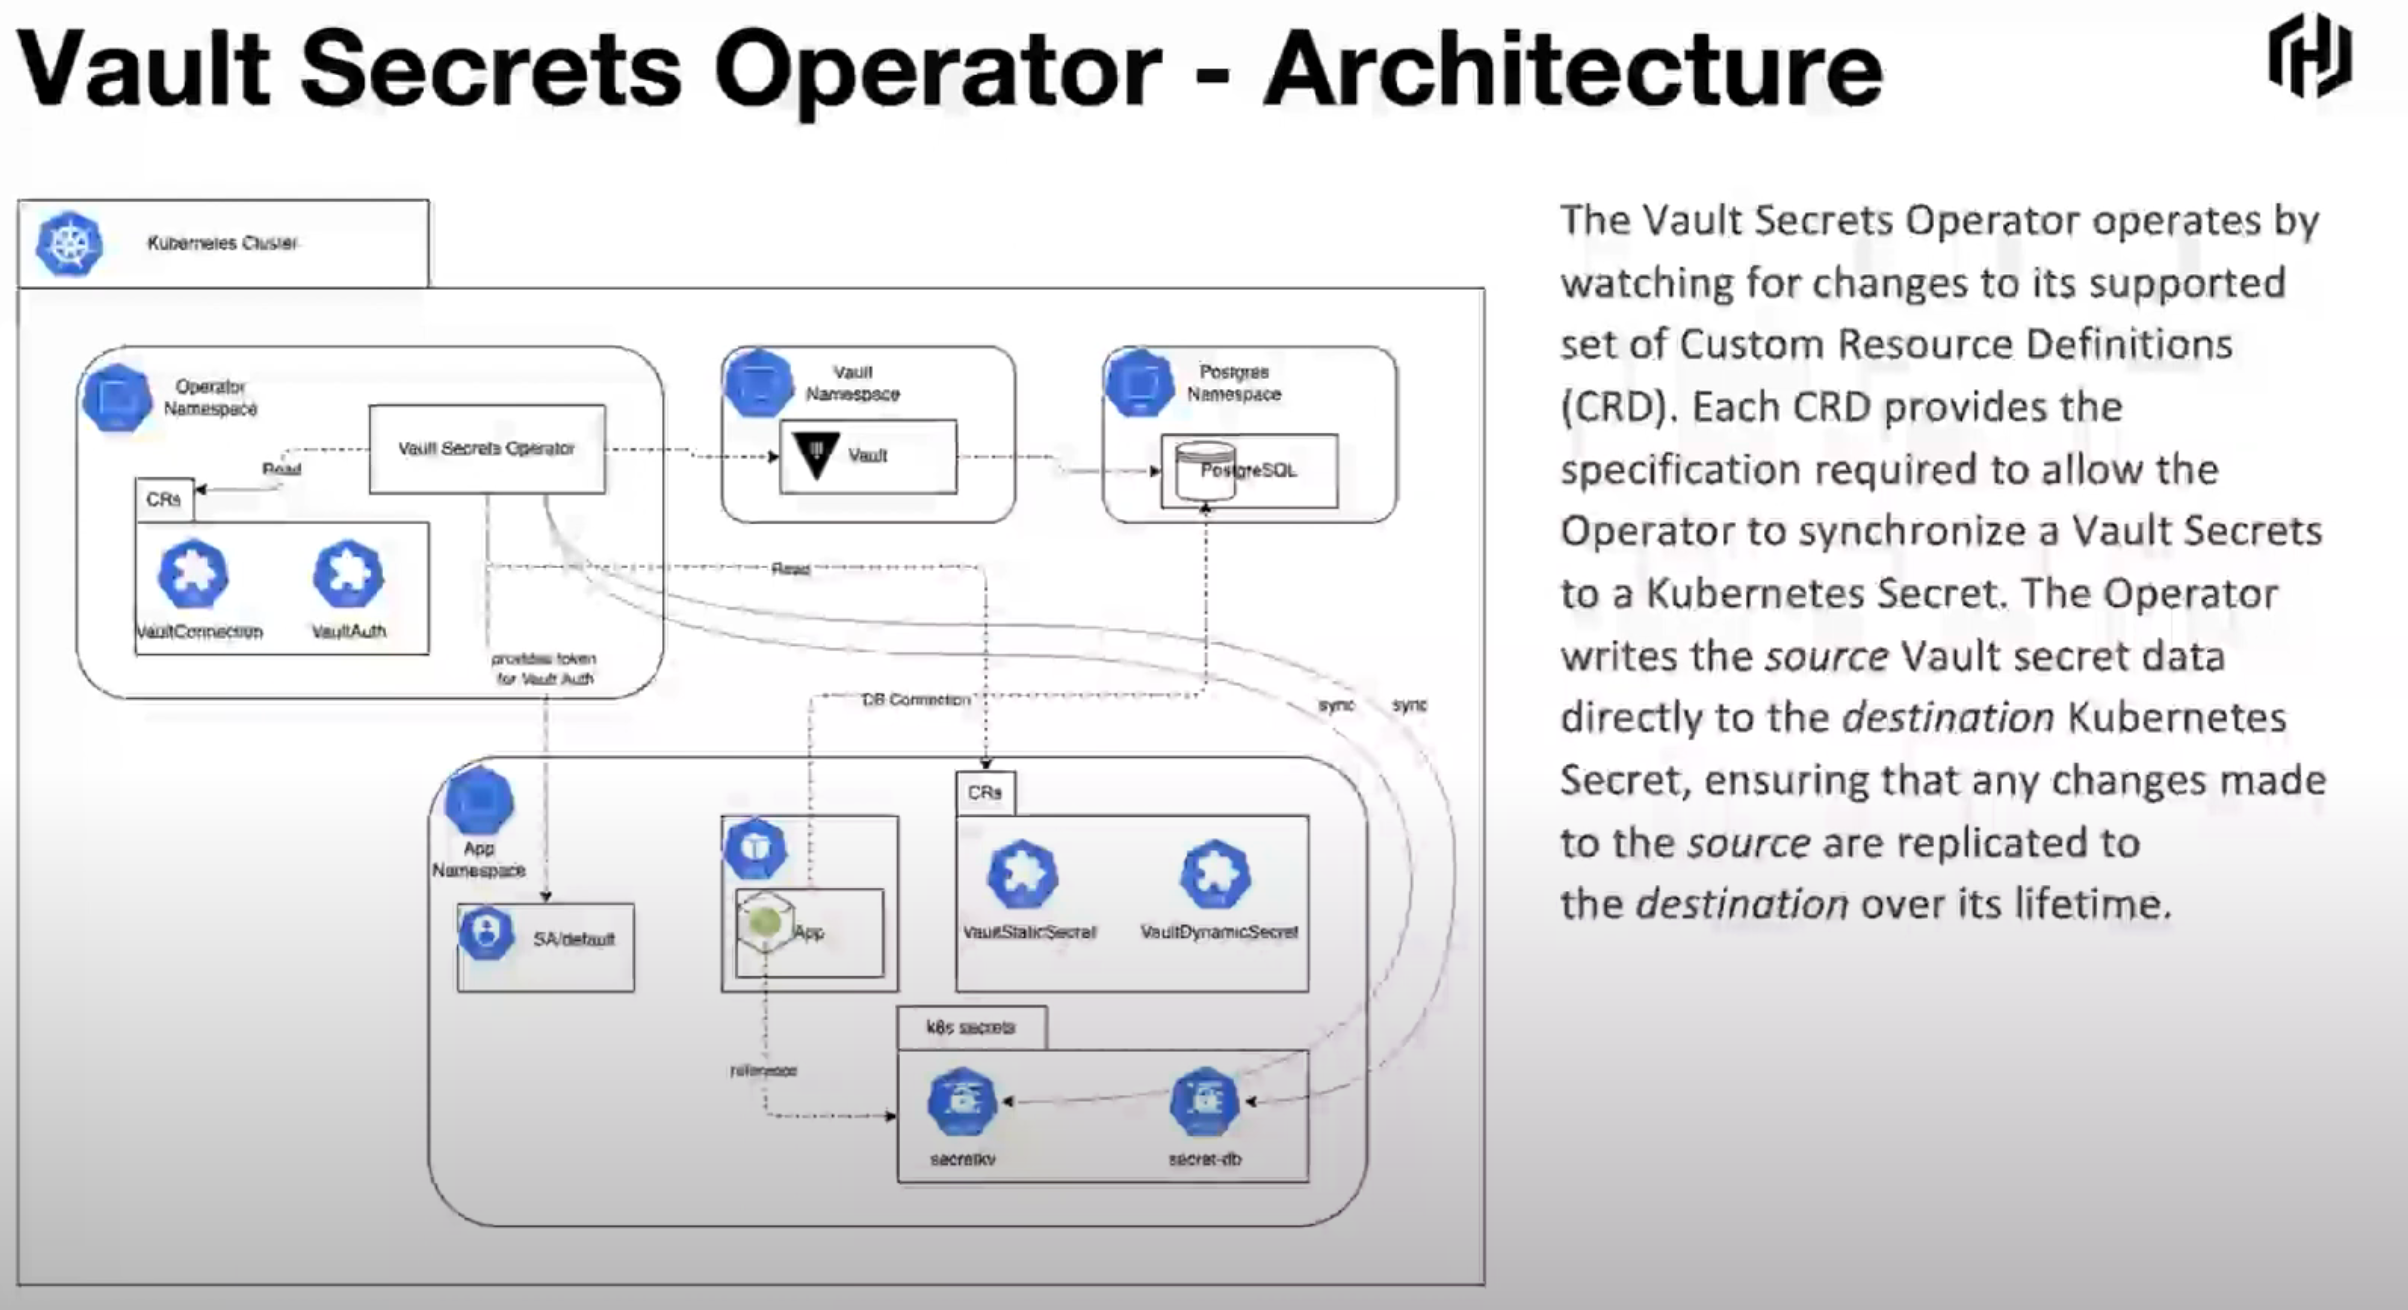 Vault Secrets Operator - Architecture
Kubernetes Cluster
Operator
Namespace
Vault Secrets Operator
Read
CRs
VaultConnection
VaultAuth
provides token
for Vault Auth
Vault
Namespace
Vault
Postgres
Namespace
PostgreSQL
Read
DB Connection
sync
sync
App
Namespace
SA/default
App
CRs
VaultStaticSecret
VaultDynamicSecret
reference
k8s secrets
secretkv
secret-db
The Vault Secrets Operator operates by
watching for changes to its supported
set of Custom Resource Definitions
(CRD). Each CRD provides the
specification required to allow the
Operator to synchronize a Vault Secrets
to a Kubernetes Secret. The Operator
writes the source Vault secret data
directly to the destination Kubernetes
Secret, ensuring that any changes made
to the source are replicated to
the destination over its lifetime.